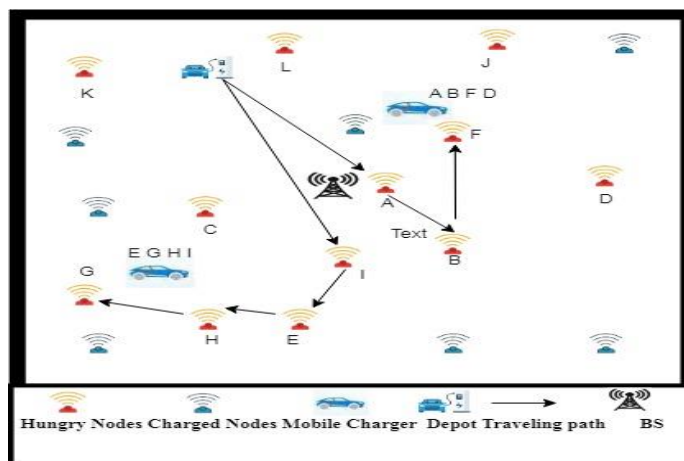 L
J
K
A B F D
F
A
D
C
Text
B
E G H I
G
I
H
E
Hungry Nodes Charged Nodes Mobile Charger Depot Traveling path BS